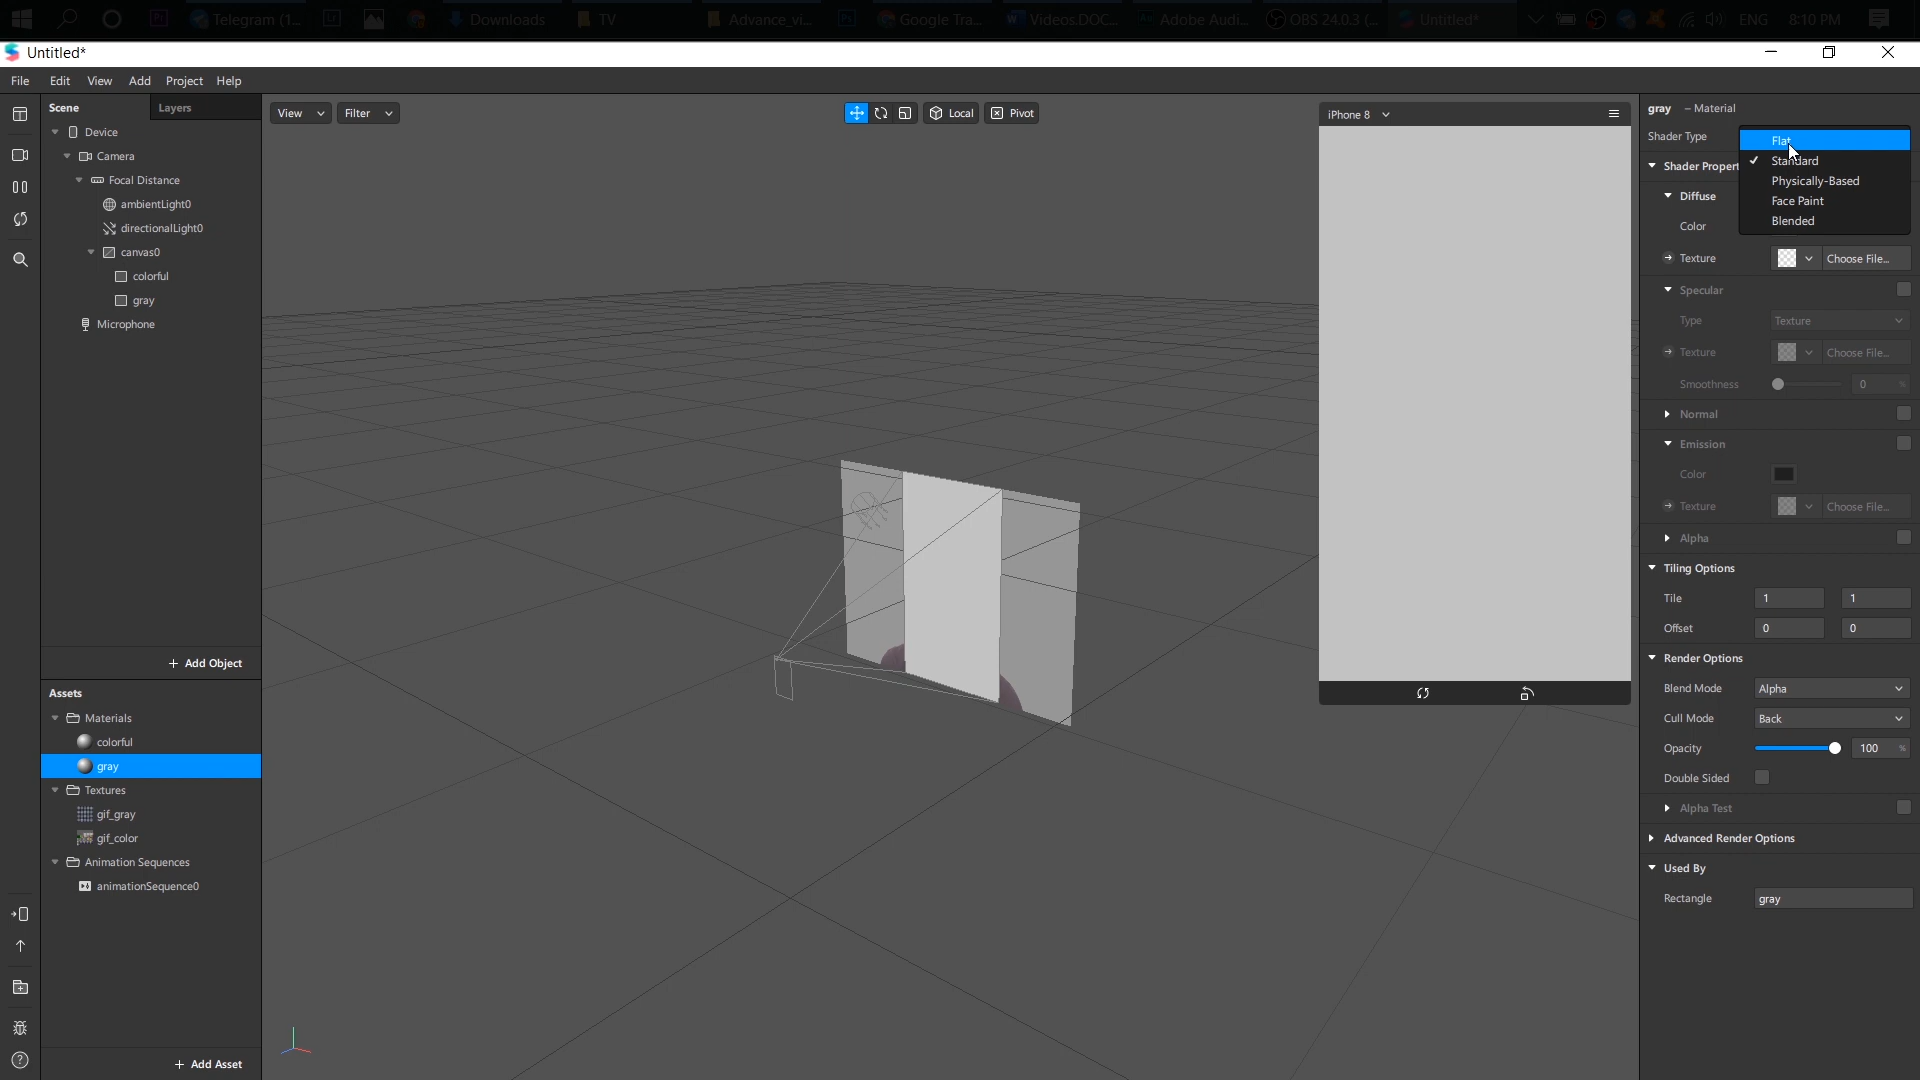 Telegram (1...
Downloads
TV
Advance_vi...
Google Tra...
Videos.DOC...
Adobe Audi...
OBS 24.0.3 (...
Untitled*
ENG
8:10 PM
Untitled*
File Edit View Add Project Help
Scene
Layers
Device
Camera
Focal Distance
ambientLight0
directionalLight0
canvas0
colorful
gray
Microphone
+ Add Object
Assets
Materials
colorful
gray
Textures
gif_gray
gif_color
Animation Sequences
animationSequence0
+ Add Asset
View
Filter
Local
Pivot
iPhone 8
gray – Material
Shader Type
Flat
Standard
Physically-Based
Face Paint
Blended
Shader Propert
Diffuse
Color
Texture Choose File...
Specular
Type Texture
Texture Choose File...
Smoothness 0 %
Normal
Emission
Color
Texture Choose File...
Alpha
Tiling Options
Tile 1 1
Offset 0 0
Render Options
Blend Mode Alpha
Cull Mode Back
Opacity 100 %
Double Sided
Alpha Test
Advanced Render Options
Used By
Rectangle gray